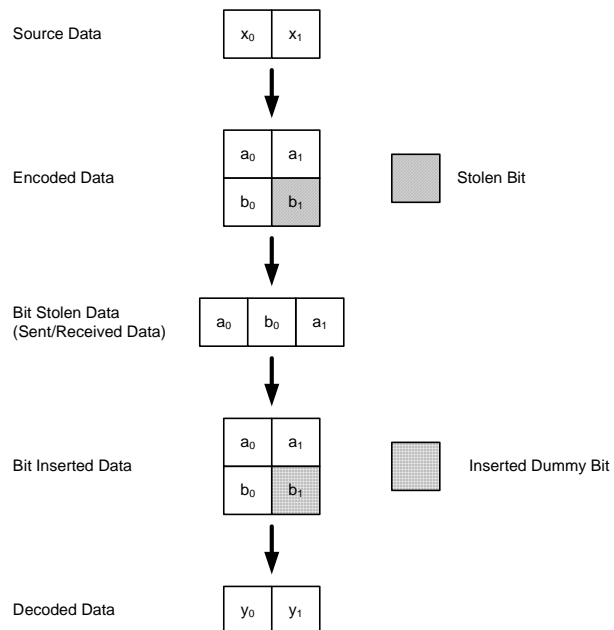 Source Data
x₀ x₁
Encoded Data
a₀ a₁
b₀ b₁
Stolen Bit
Bit Stolen Data
(Sent/Received Data)
a₀ b₀ a₁
Bit Inserted Data
a₀ a₁
b₀ b₁
Inserted Dummy Bit
Decoded Data
y₀ y₁